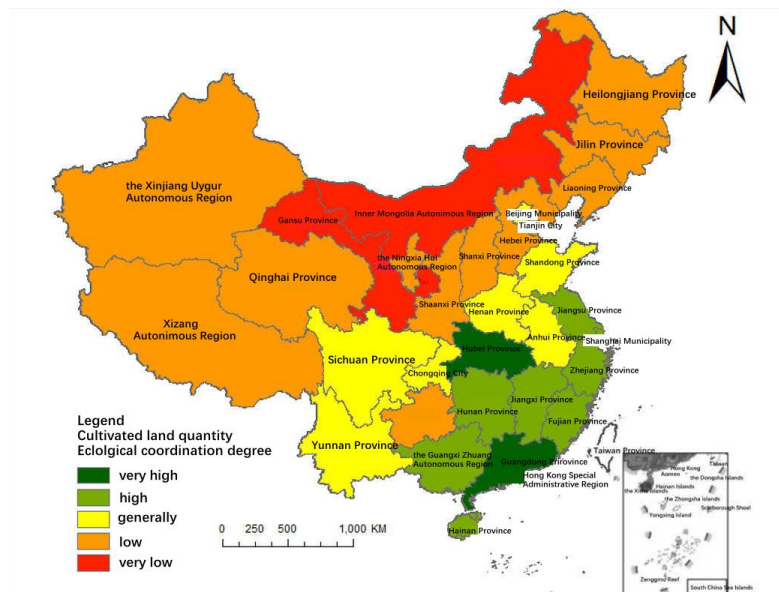 N
Heilongjiang Province
Jilin Province
Liaoning Province
the Xinjiang Uygur
Autonomous Region
Gansu Province
Inner Mongolia Autonimous Region
Beijing Municipality
Tianjin City
Hebei Province
the Ningxia Hui
Autonomous Region
Shanxi Province
Shandong Province
Qinghai Province
Shaanxi Province
Henan Province
Jiangsu Province
Xizang
Autonimous Region
Anhui Province
Shanghai Municipality
Hubei Province
Sichuan Province
Chongqing City
Zhejiang Province
Jiangxi Province
Hunan Province
Fujian Province
Yunnan Province
the Guangxi Zhuang
Autonomous Region
Taiwan Province
Hong Kong Special
Administrative Region
Hainan Province
Legend
Cultivated land quantity
Eclolgical coordination degree
very high
high
generally
low
very low
0 250 500 1,000 KM
Taiwan
Hong Kong
Aomen
the Dongsha Islands
Hainan Islands
the Zhongsha Islands
Scarborough Shoal
Yongxing Island
Zengmu Reef
South China Sea Islands